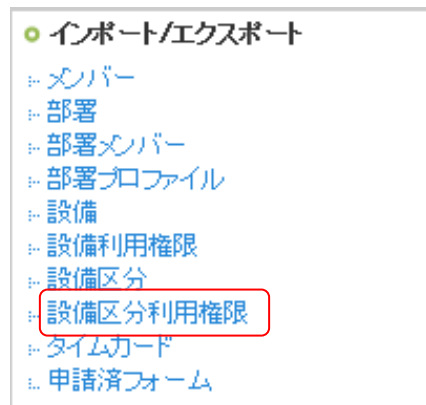 インポート/エクスポート
メンバー
部署
部署メンバー
部署プロファイル
設備
設備利用権限
設備区分
設備区分利用権限
タイムカード
申請済フォーム